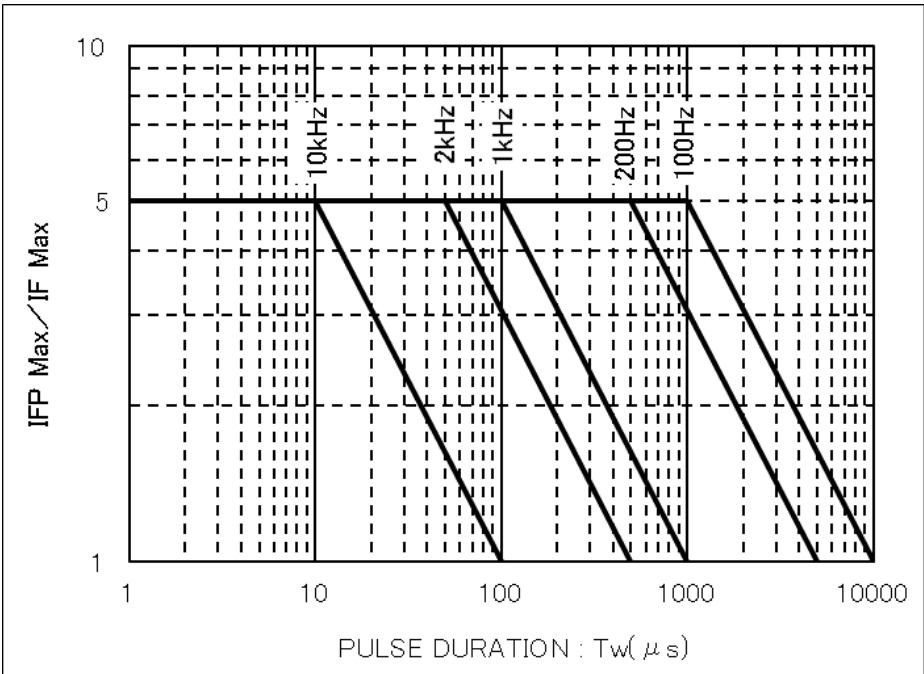 10
5
1
IFP Max／IF Max
10kHz
2kHz
1kHz
200Hz
100Hz
1
10
100
1000
10000
PULSE DURATION : Tw(μs)